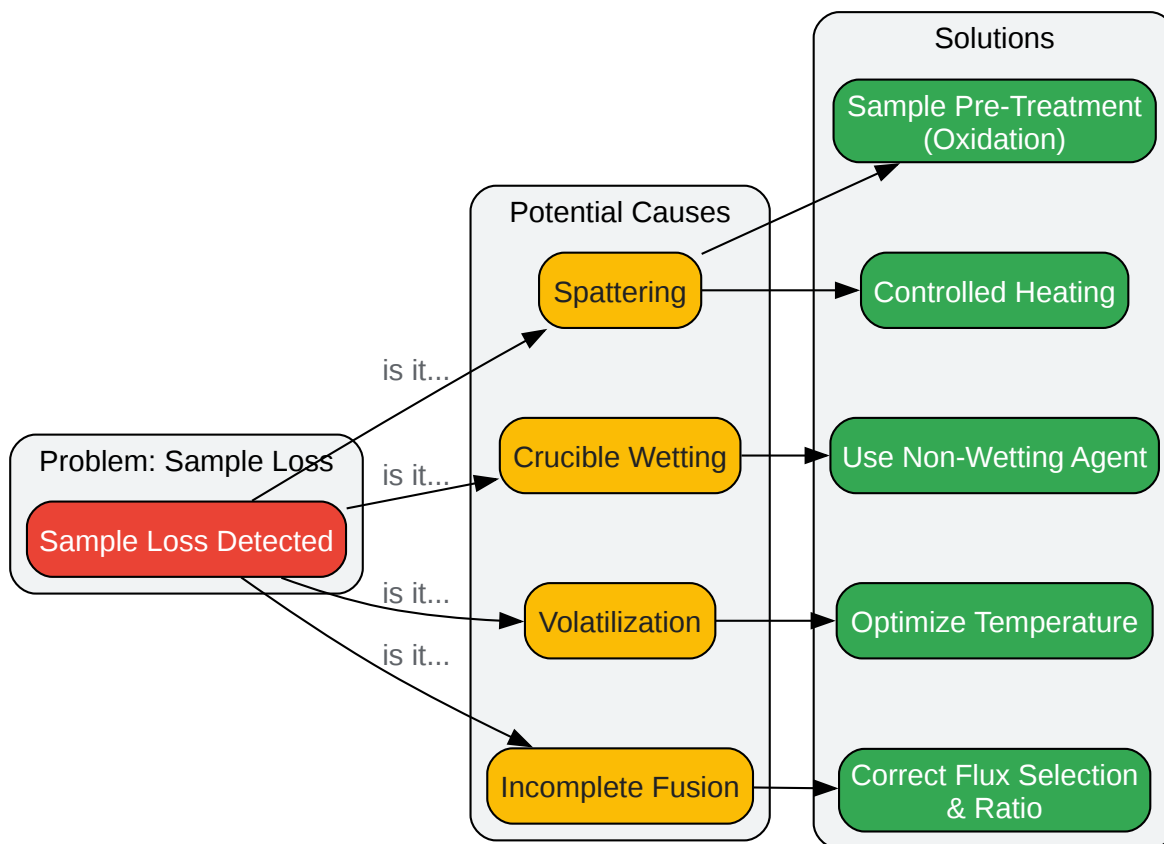 Solutions
Sample Pre-Treatment
(Oxidation)
Potential Causes
Spattering
Controlled Heating
is it...
Problem: Sample Loss
Crucible Wetting
Use Non-Wetting Agent
is it...
Sample Loss Detected
is it...
Volatilization
Optimize Temperature
is it...
Incomplete Fusion
Correct Flux Selection
& Ratio